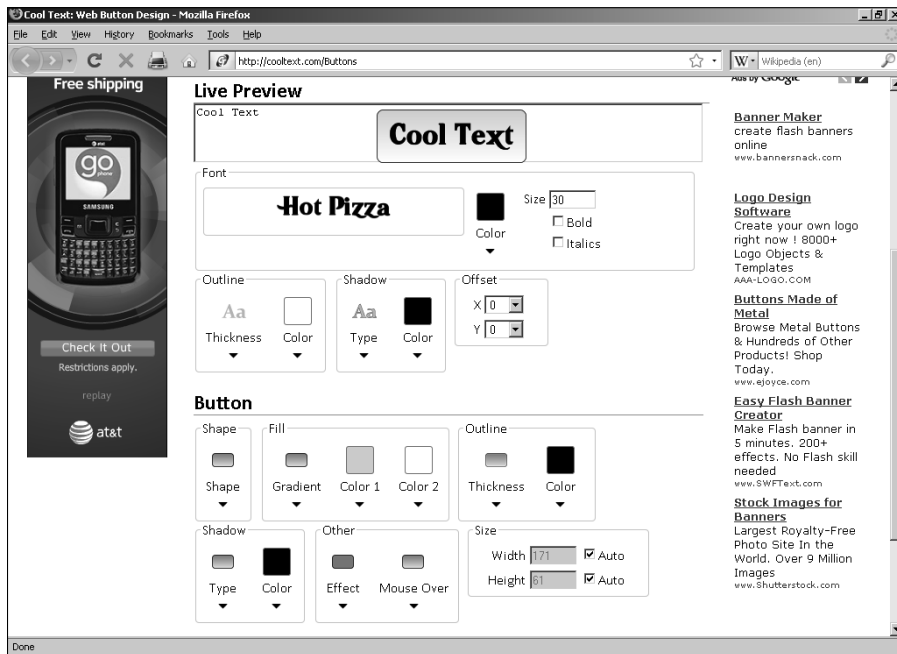 Cool Text: Web Button Design - Mozilla Firefox
File Edit View History Bookmarks Tools Help
http://cooltext.com/Buttons
W Wikipedia (en)
Free shipping
at&t
go
phone
SAMSUNG
Check It Out
Restrictions apply.
replay
at&t
Live Preview
Cool Text
Cool Text
Font
Hot Pizza
Color
Size 30
Bold
Italics
Outline
Aa
Thickness Color
Shadow
Aa
Type Color
Offset
X 0
Y 0
Button
Shape
Shape
Fill
Gradient Color 1 Color 2
Outline
Thickness Color
Shadow
Type Color
Other
Effect Mouse Over
Size
Width 171 Auto
Height 61 Auto
Ads by Google
Banner Maker
create flash banners
online
www.bannersnack.com
Logo Design
Software
Create your own logo
right now ! 8000+
Logo Objects &
Templates
AAA-LOGO.COM
Buttons Made of
Metal
Browse Metal Buttons
& Hundreds of Other
Products! Shop
Today.
www.ejoyce.com
Easy Flash Banner
Creator
Make Flash banner in
5 minutes. 200+
effects. No Flash skill
needed
www.SWFText.com
Stock Images for
Banners
Largest Royalty-Free
Photo Site In the
World. Over 9 Million
Images
www.Shutterstock.com
Done